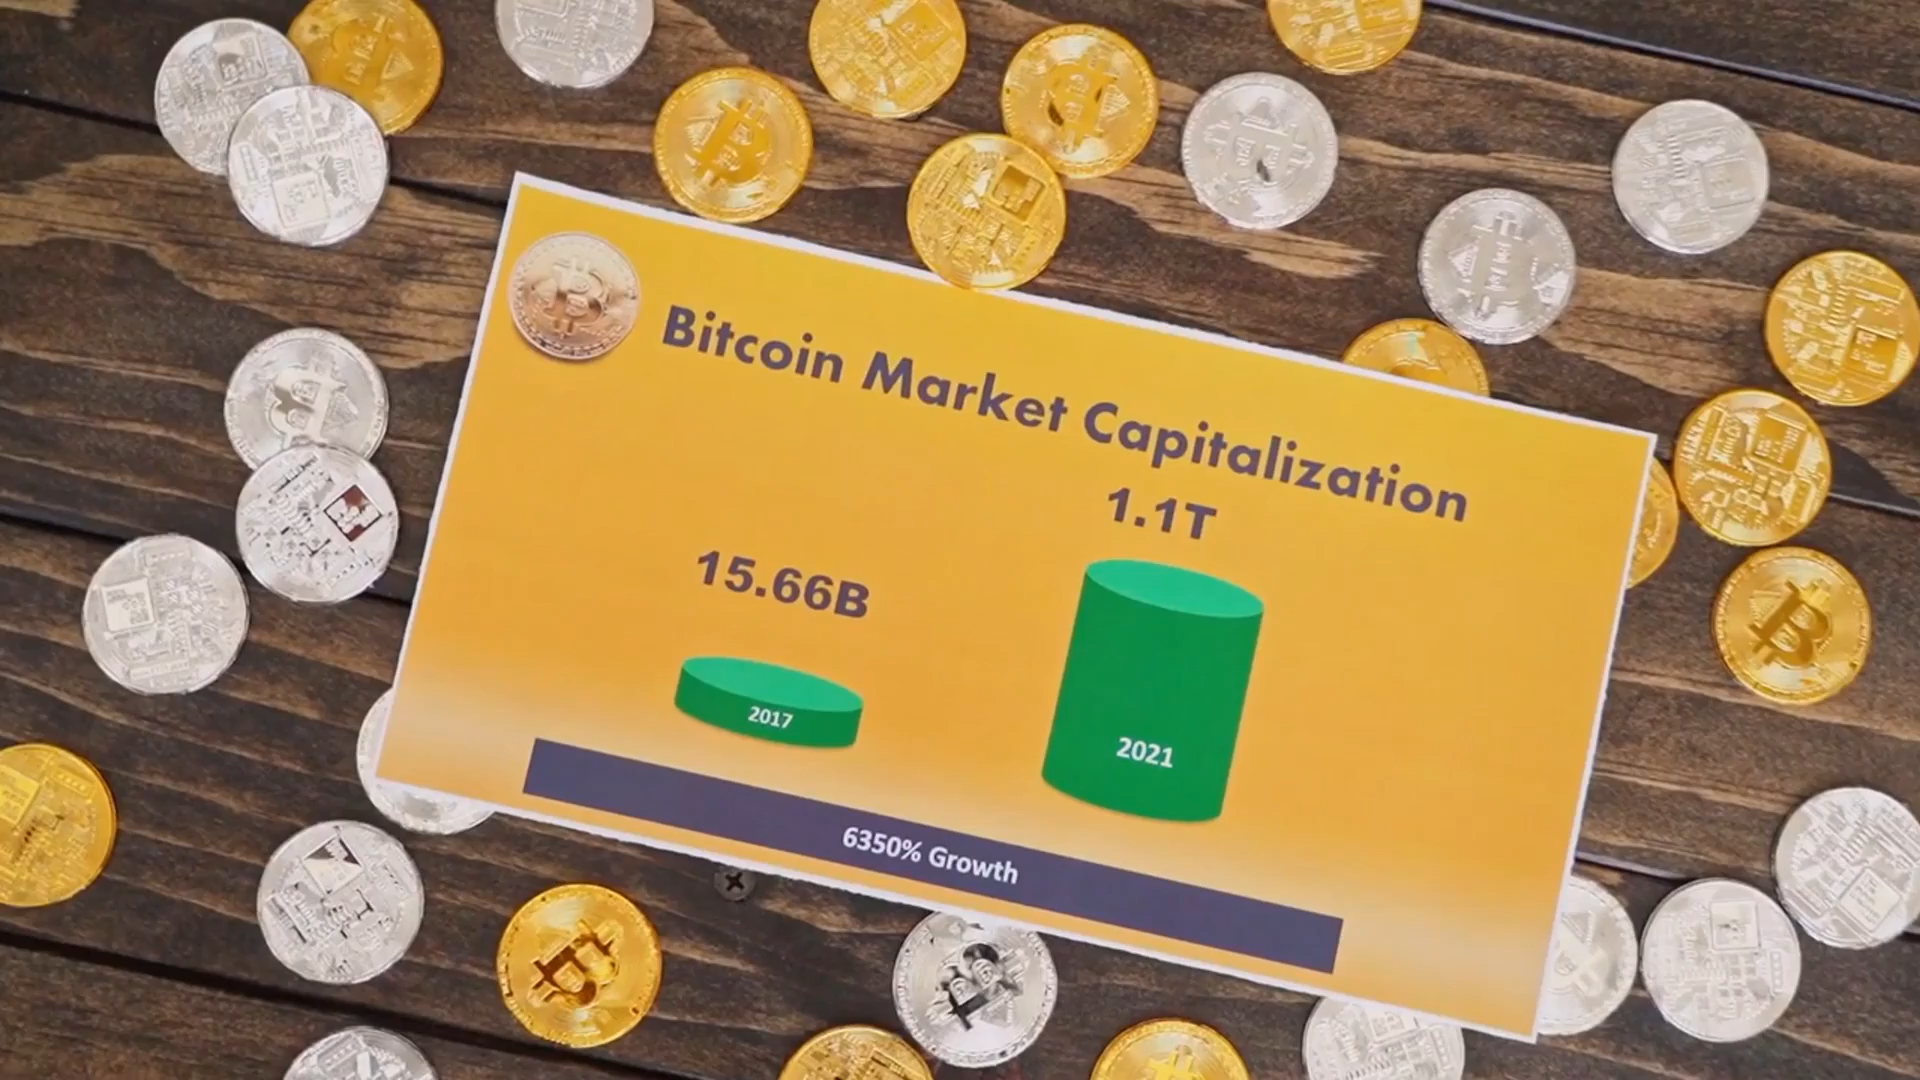 Bitcoin Market Capitalization
15.66B
1.1T
2017
2021
6350% Growth